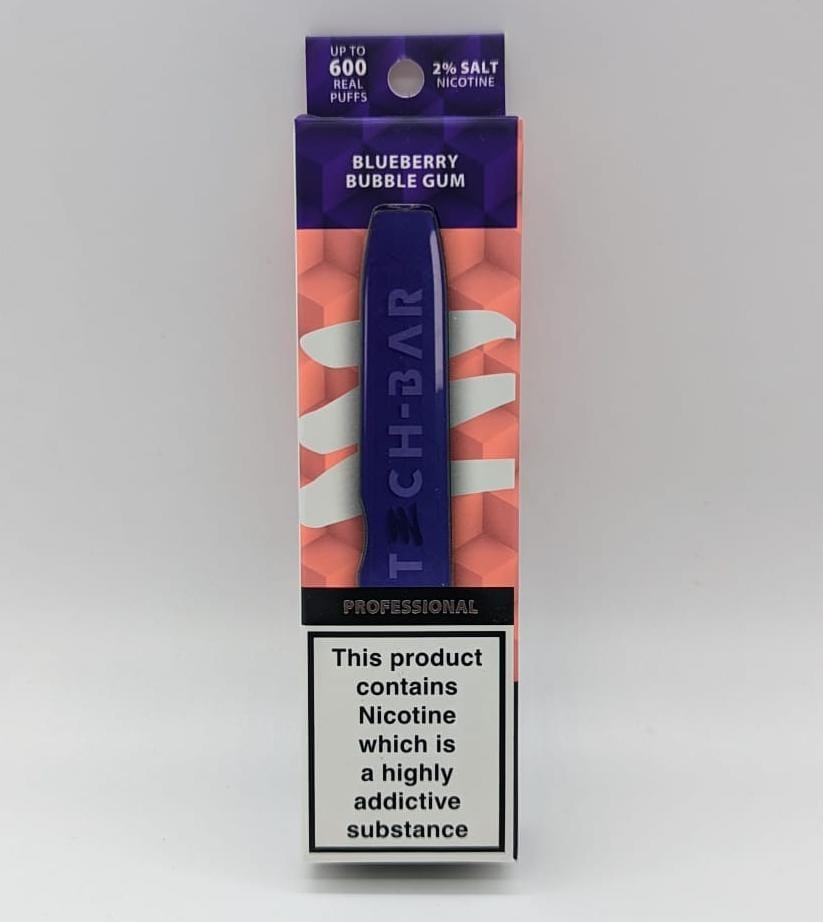 UP TO
600
REAL
PUFFS
2% SALT
NICOTINE
BLUEBERRY
BUBBLE GUM
TECH-BAR
PROFESSIONAL
This product
contains
Nicotine
which is
a highly
addictive
substance